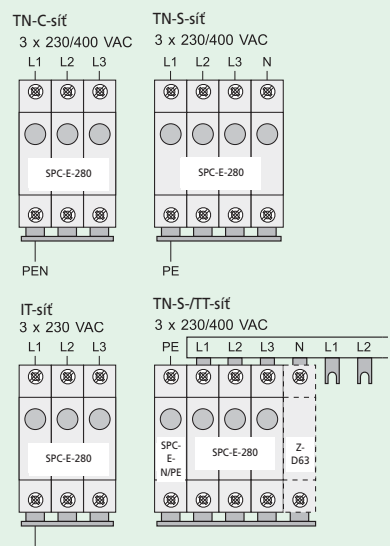 TN-C-síť
3 x 230/400 VAC
L1 L2 L3
SPC-E-280
PEN
TN-S-síť
3 x 230/400 VAC
L1 L2 L3 N
SPC-E-280
PE
IT-síť
3 x 230 VAC
L1 L2 L3
SPC-E-280
TN-S-/TT-síť
3 x 230/400 VAC
PE L1 L2 L3 N L1 L2
SPC-
E-
N/PE
SPC-E-280
Z-
D63